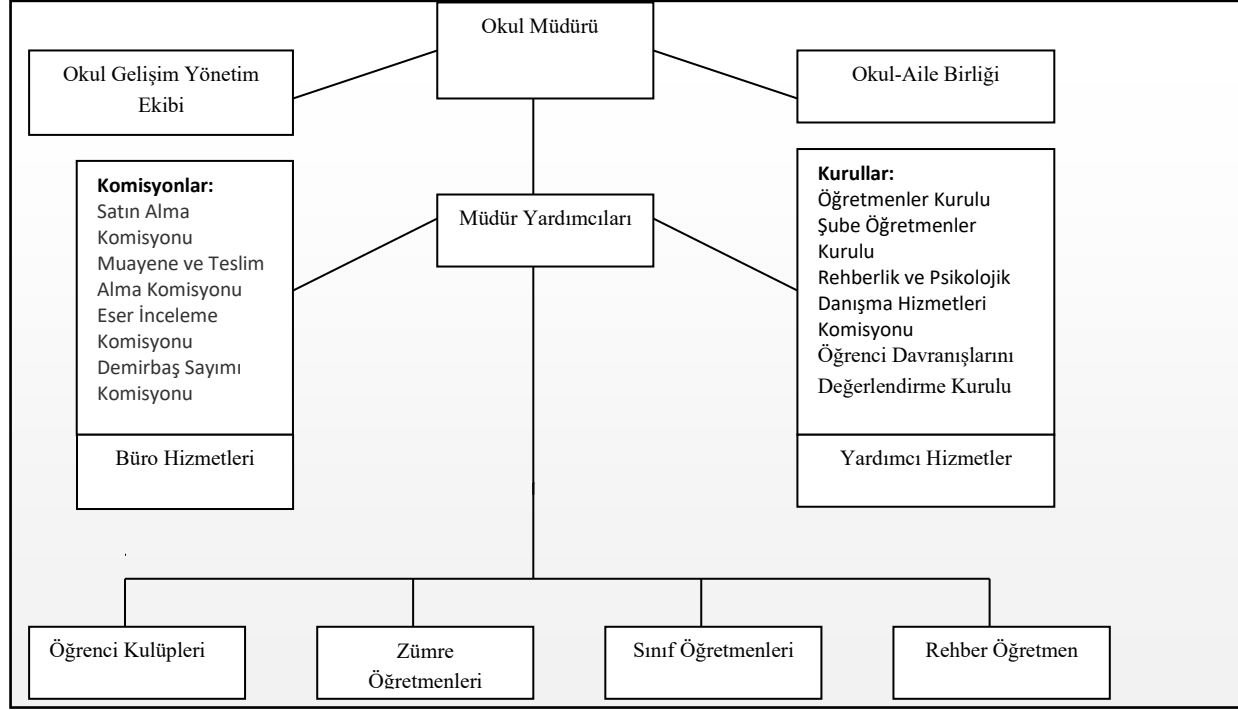 Okul Müdürü
Okul Gelişim Yönetim
Ekibi
Okul-Aile Birliği
Komisyonlar:
Satın Alma
Komisyonu
Muayene ve Teslim
Alma Komisyonu
Eser İnceleme
Komisyonu
Demirbaş Sayımı
Komisyonu
Müdür Yardımcıları
Kurullar:
Öğretmenler Kurulu
Şube Öğretmenler
Kurulu
Rehberlik ve Psikolojik
Danışma Hizmetleri
Komisyonu
Öğrenci Davranışlarını
Değerlendirme Kurulu
Büro Hizmetleri
Yardımcı Hizmetler
Öğrenci Kulüpleri
Zümre
Öğretmenleri
Sınıf Öğretmenleri
Rehber Öğretmen